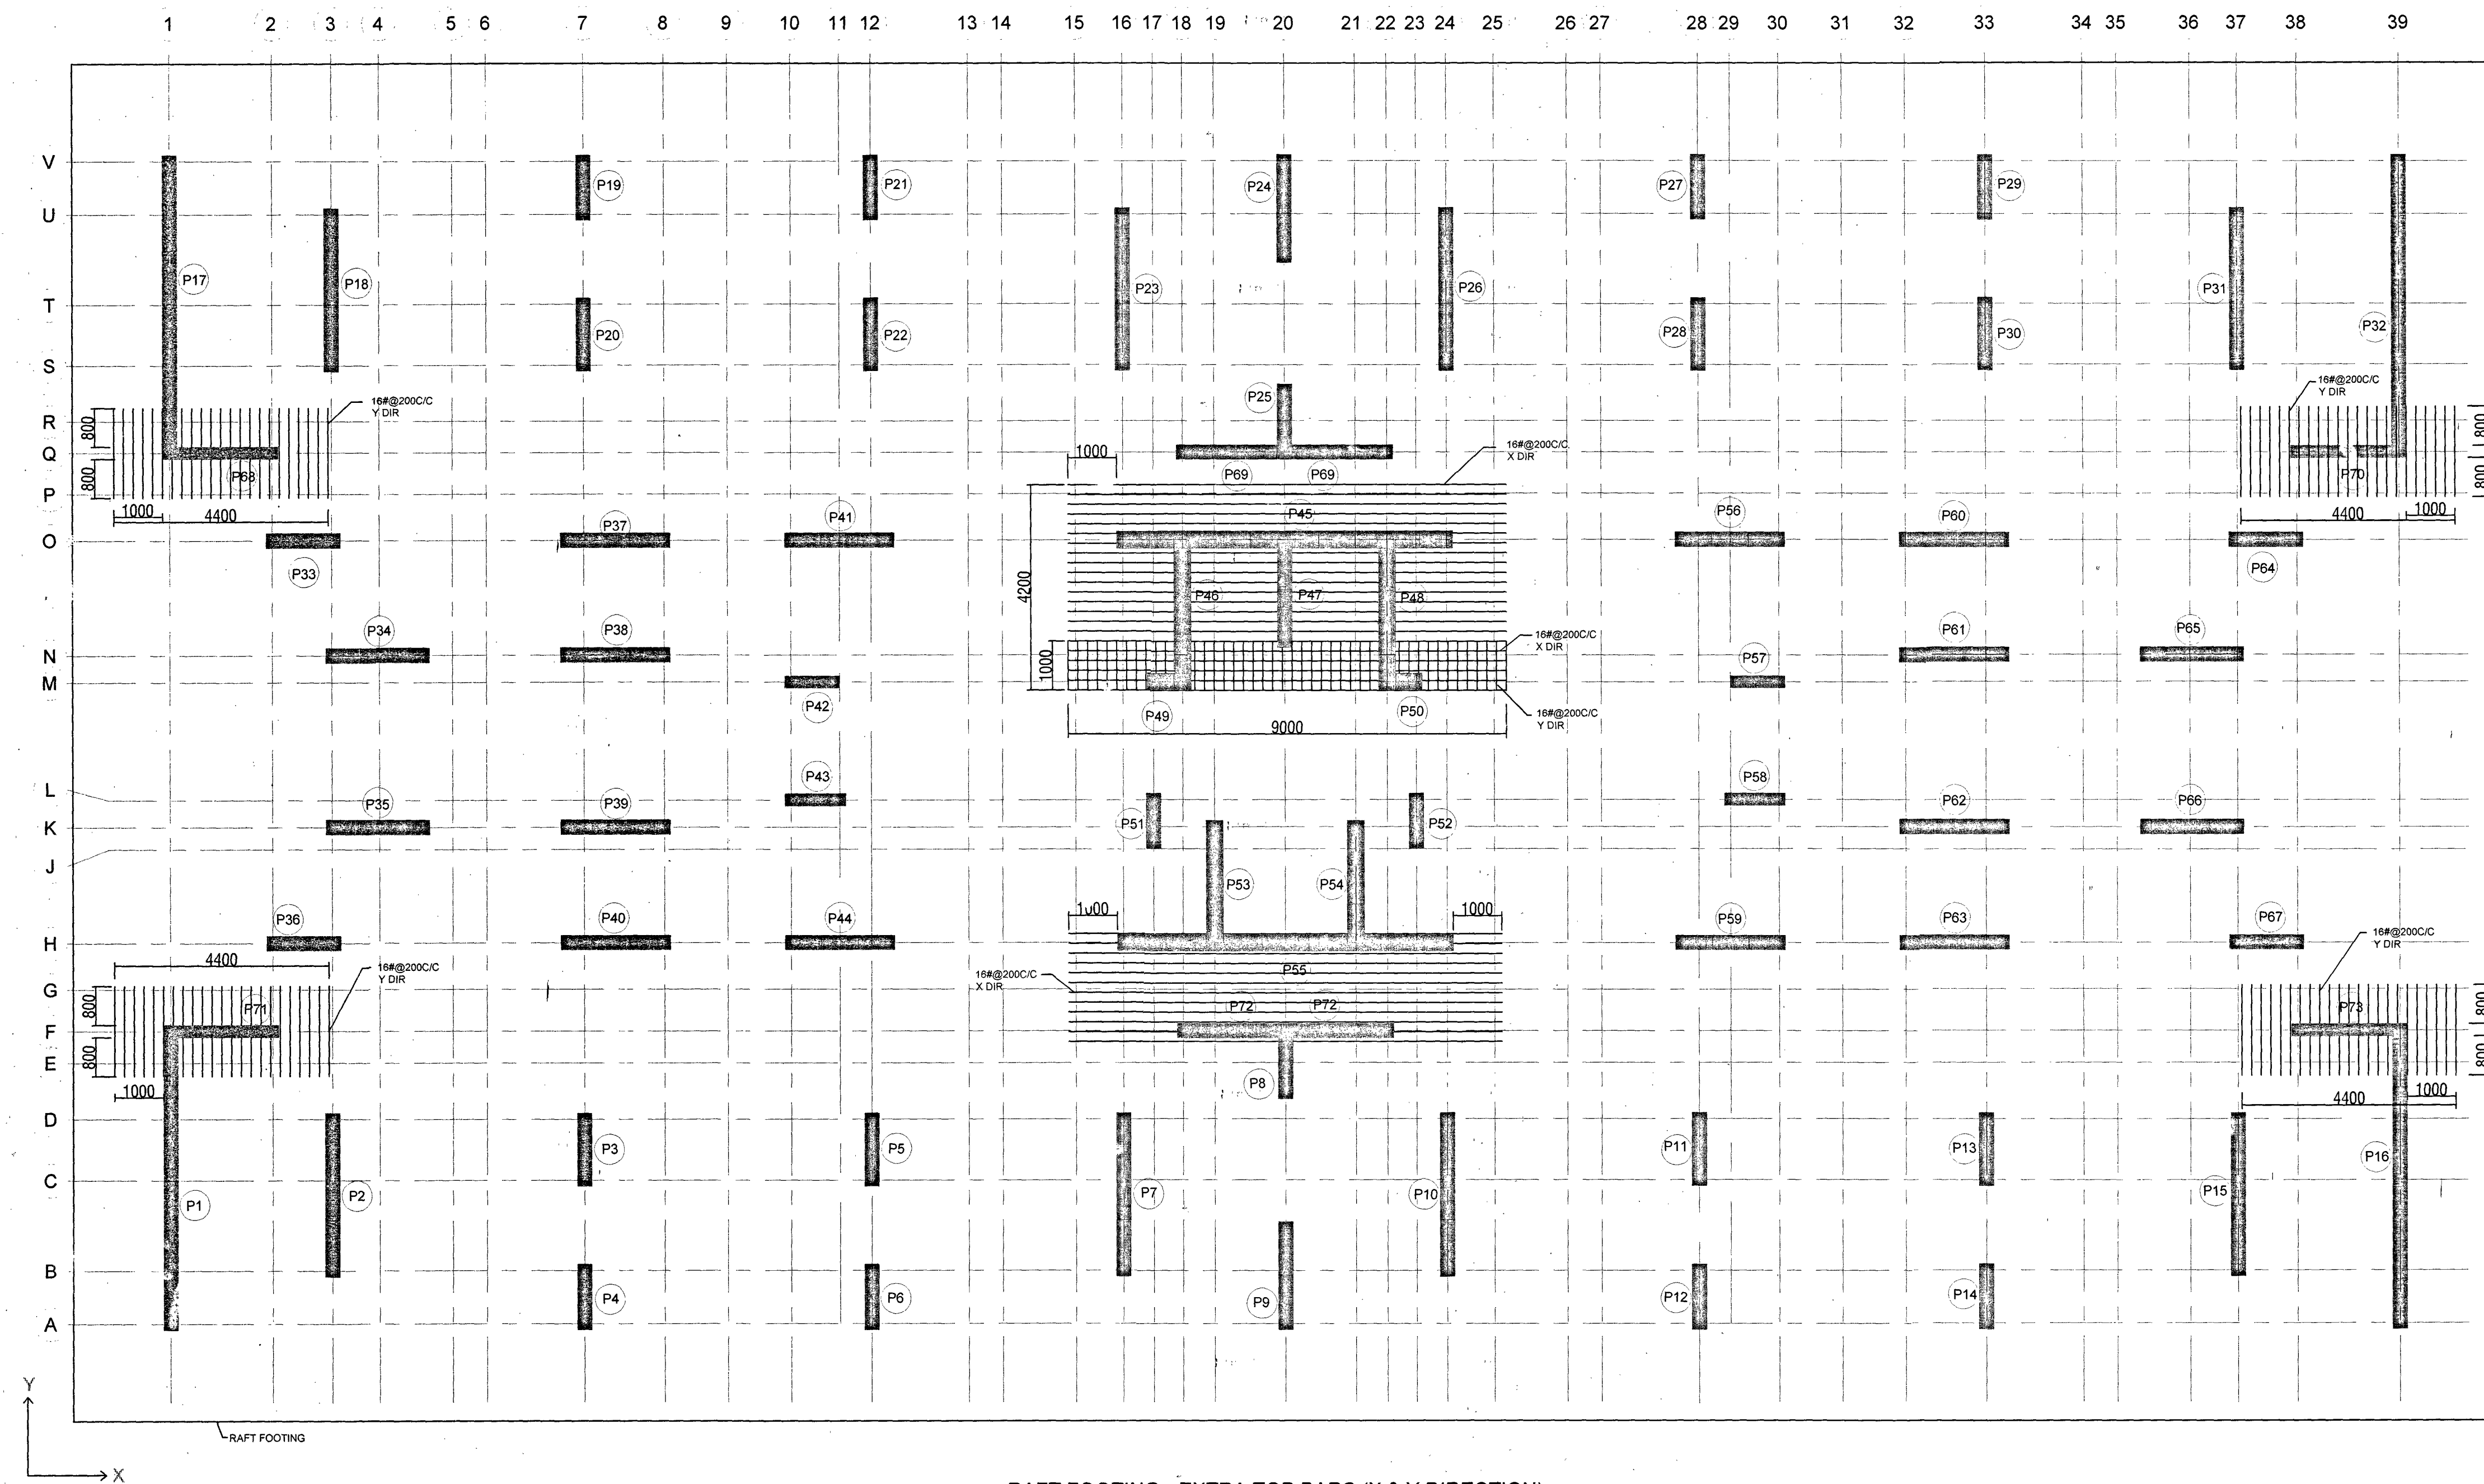 1 2 3 4 5 6 7 8 9 10 11 12 13 14 15 16 17 18 19 20 21 22 23 24 25 26 27 28 29 30 31 32 33 34 35 36 37 38 39
V
P19 P21 P24 P27 P29
U
P17 P18 P23 P26 P31
T
P20 P22 P28 P30 P32
S
P25
16#@200C/C
Y DIR
16#@200C/C
Y DIR
R
800 800
Q
1000
16#@200C/C
X DIR
P68 P69 P69 P70
800 800
P
1000 4400
4400 1000
P37 P41 P45 P56 P60
O
P33 P64
4200
P46 P47 P48
P34 P38 P61 P65
N
16#@200C/C
X DIR
1000
P57
M
P42 P49 P50
16#@200C/C
Y DIR
9000
L
P43 P58
P35 P39 P62 P66
K
P51 P52
J
P53 P54
1000 1000
P36 P40 P44 P59 P63 P67
H
4400
16#@200C/C
Y DIR
16#@200C/C
X DIR
P55
16#@200C/C
Y DIR
G
800 800
P71 P72 P72 P73
F
800 800
E
1000
P8
4400 1000
D
P3 P5 P11 P13 P16
C
P1 P2 P7 P10 P15
B
P4 P6 P9 P12 P14
A
Y
X
RAFT FOOTING